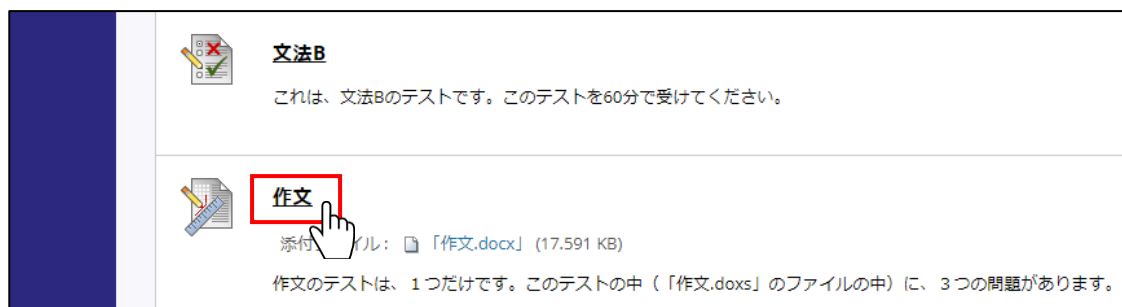 文法B
これは、文法Bのテストです。このテストを60分で受けてください。
作文
添付 イル： 「作文.docx」 (17.591 KB)
作文のテストは、１つだけです。このテストの中（「作文.doxs」のファイルの中）に、３つの問題があります。